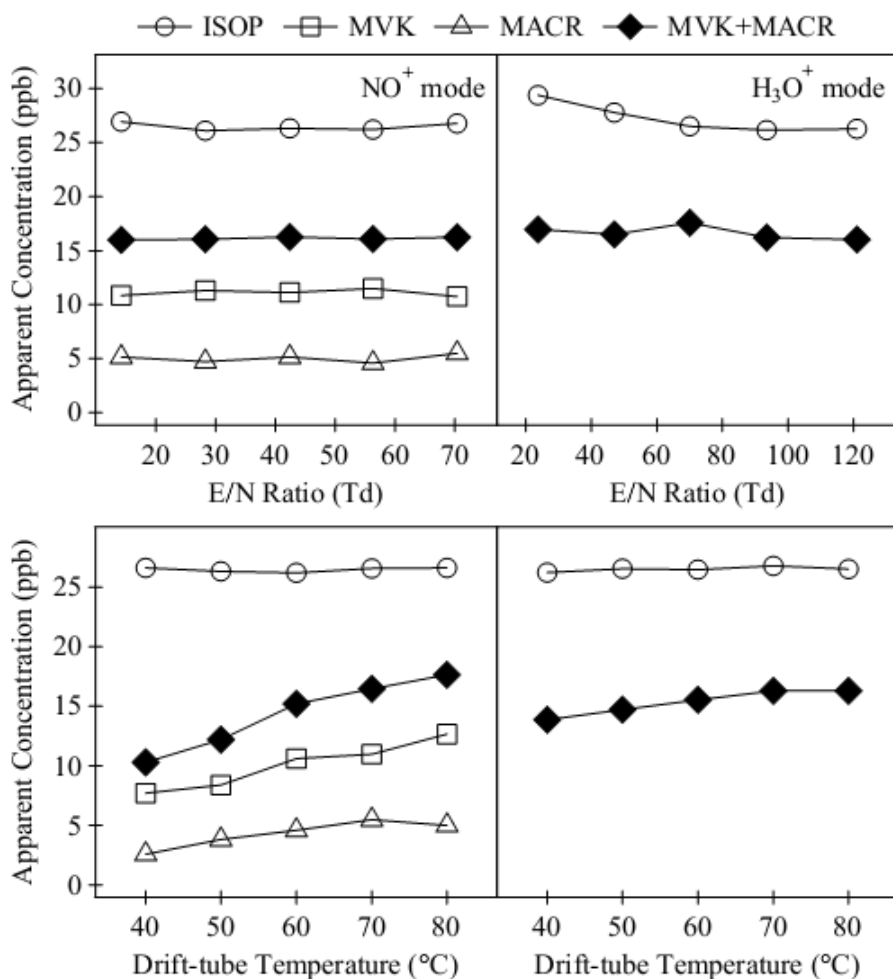 ISOP MVK MACR MVK+MACR
NO+ mode
H3O+ mode
Apparent Concentration (ppb)
30
25
20
15
10
5
0
20 30 40 50 60 70
20 40 60 80 100 120
E/N Ratio (Td)
E/N Ratio (Td)
Apparent Concentration (ppb)
25
20
15
10
5
0
40 50 60 70 80
40 50 60 70 80
Drift-tube Temperature (°C)
Drift-tube Temperature (°C)